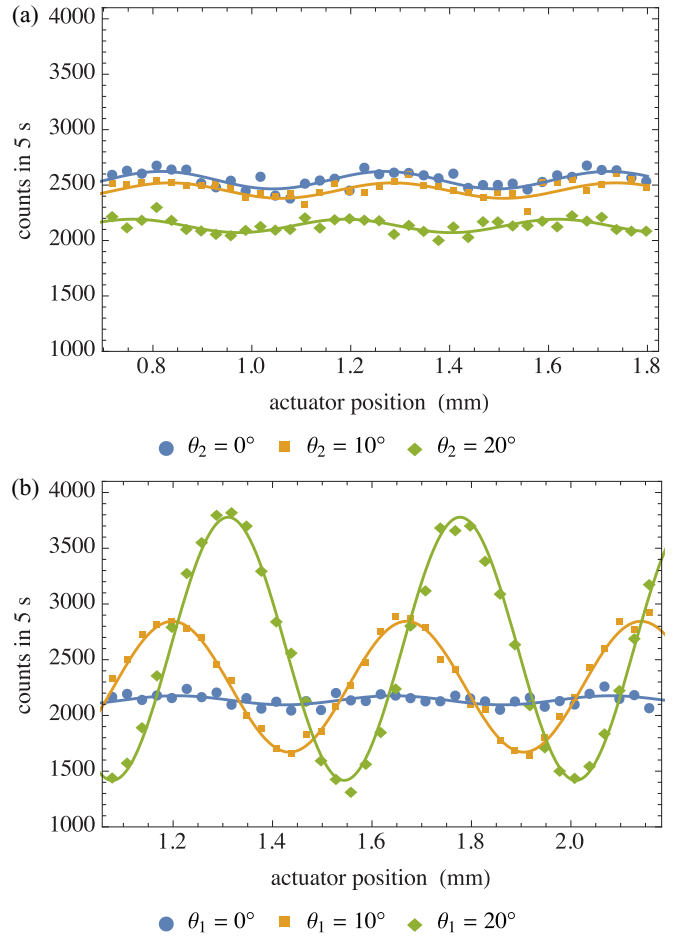 (a)
4000
3500
3000
2500
2000
1500
1000
counts in 5 s
0.8 1.0 1.2 1.4 1.6 1.8
actuator position (mm)
θ₂ = 0° θ₂ = 10° θ₂ = 20°
(b)
4000
3500
3000
2500
2000
1500
1000
counts in 5 s
1.2 1.4 1.6 1.8 2.0
actuator position (mm)
θ₁ = 0° θ₁ = 10° θ₁ = 20°